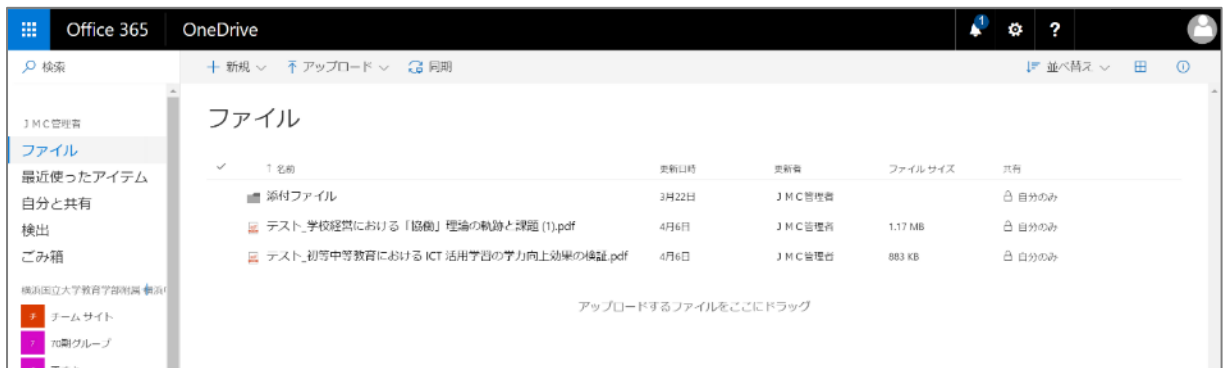 Office 365 OneDrive 1 ?
検索 新規 アップロード 同期 並べ替え
JMC管理者
ファイル
最近使ったアイテム
自分と共有
検出
ごみ箱
横浜国立大学教育学部附属横浜
チ チーム サイト
7 70期グループ
ファイル
名前 更新日時 更新者 ファイル サイズ 共有
添付ファイル 3月22日 JMC管理者 自分のみ
テスト_学校経営における「協働」理論の軌跡と課題 (1).pdf 4月6日 JMC管理者 1.17 MB 自分のみ
テスト_初等中等教育における ICT 活用学習の学力向上効果の検証.pdf 4月6日 JMC管理者 883 KB 自分のみ
アップロードするファイルをここにドラッグ